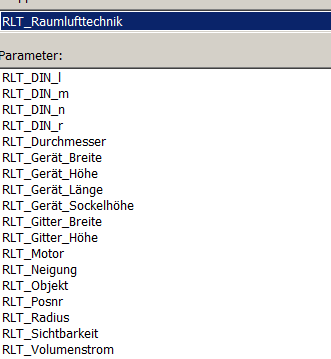 RLT_Raumlufttechnik
Parameter:
RLT_DIN_l
RLT_DIN_m
RLT_DIN_n
RLT_DIN_r
RLT_Durchmesser
RLT_Gerät_Breite
RLT_Gerät_Höhe
RLT_Gerät_Länge
RLT_Gerät_Sockelhöhe
RLT_Gitter_Breite
RLT_Gitter_Höhe
RLT_Motor
RLT_Neigung
RLT_Objekt
RLT_Posnr
RLT_Radius
RLT_Sichtbarkeit
RLT_Volumenstrom